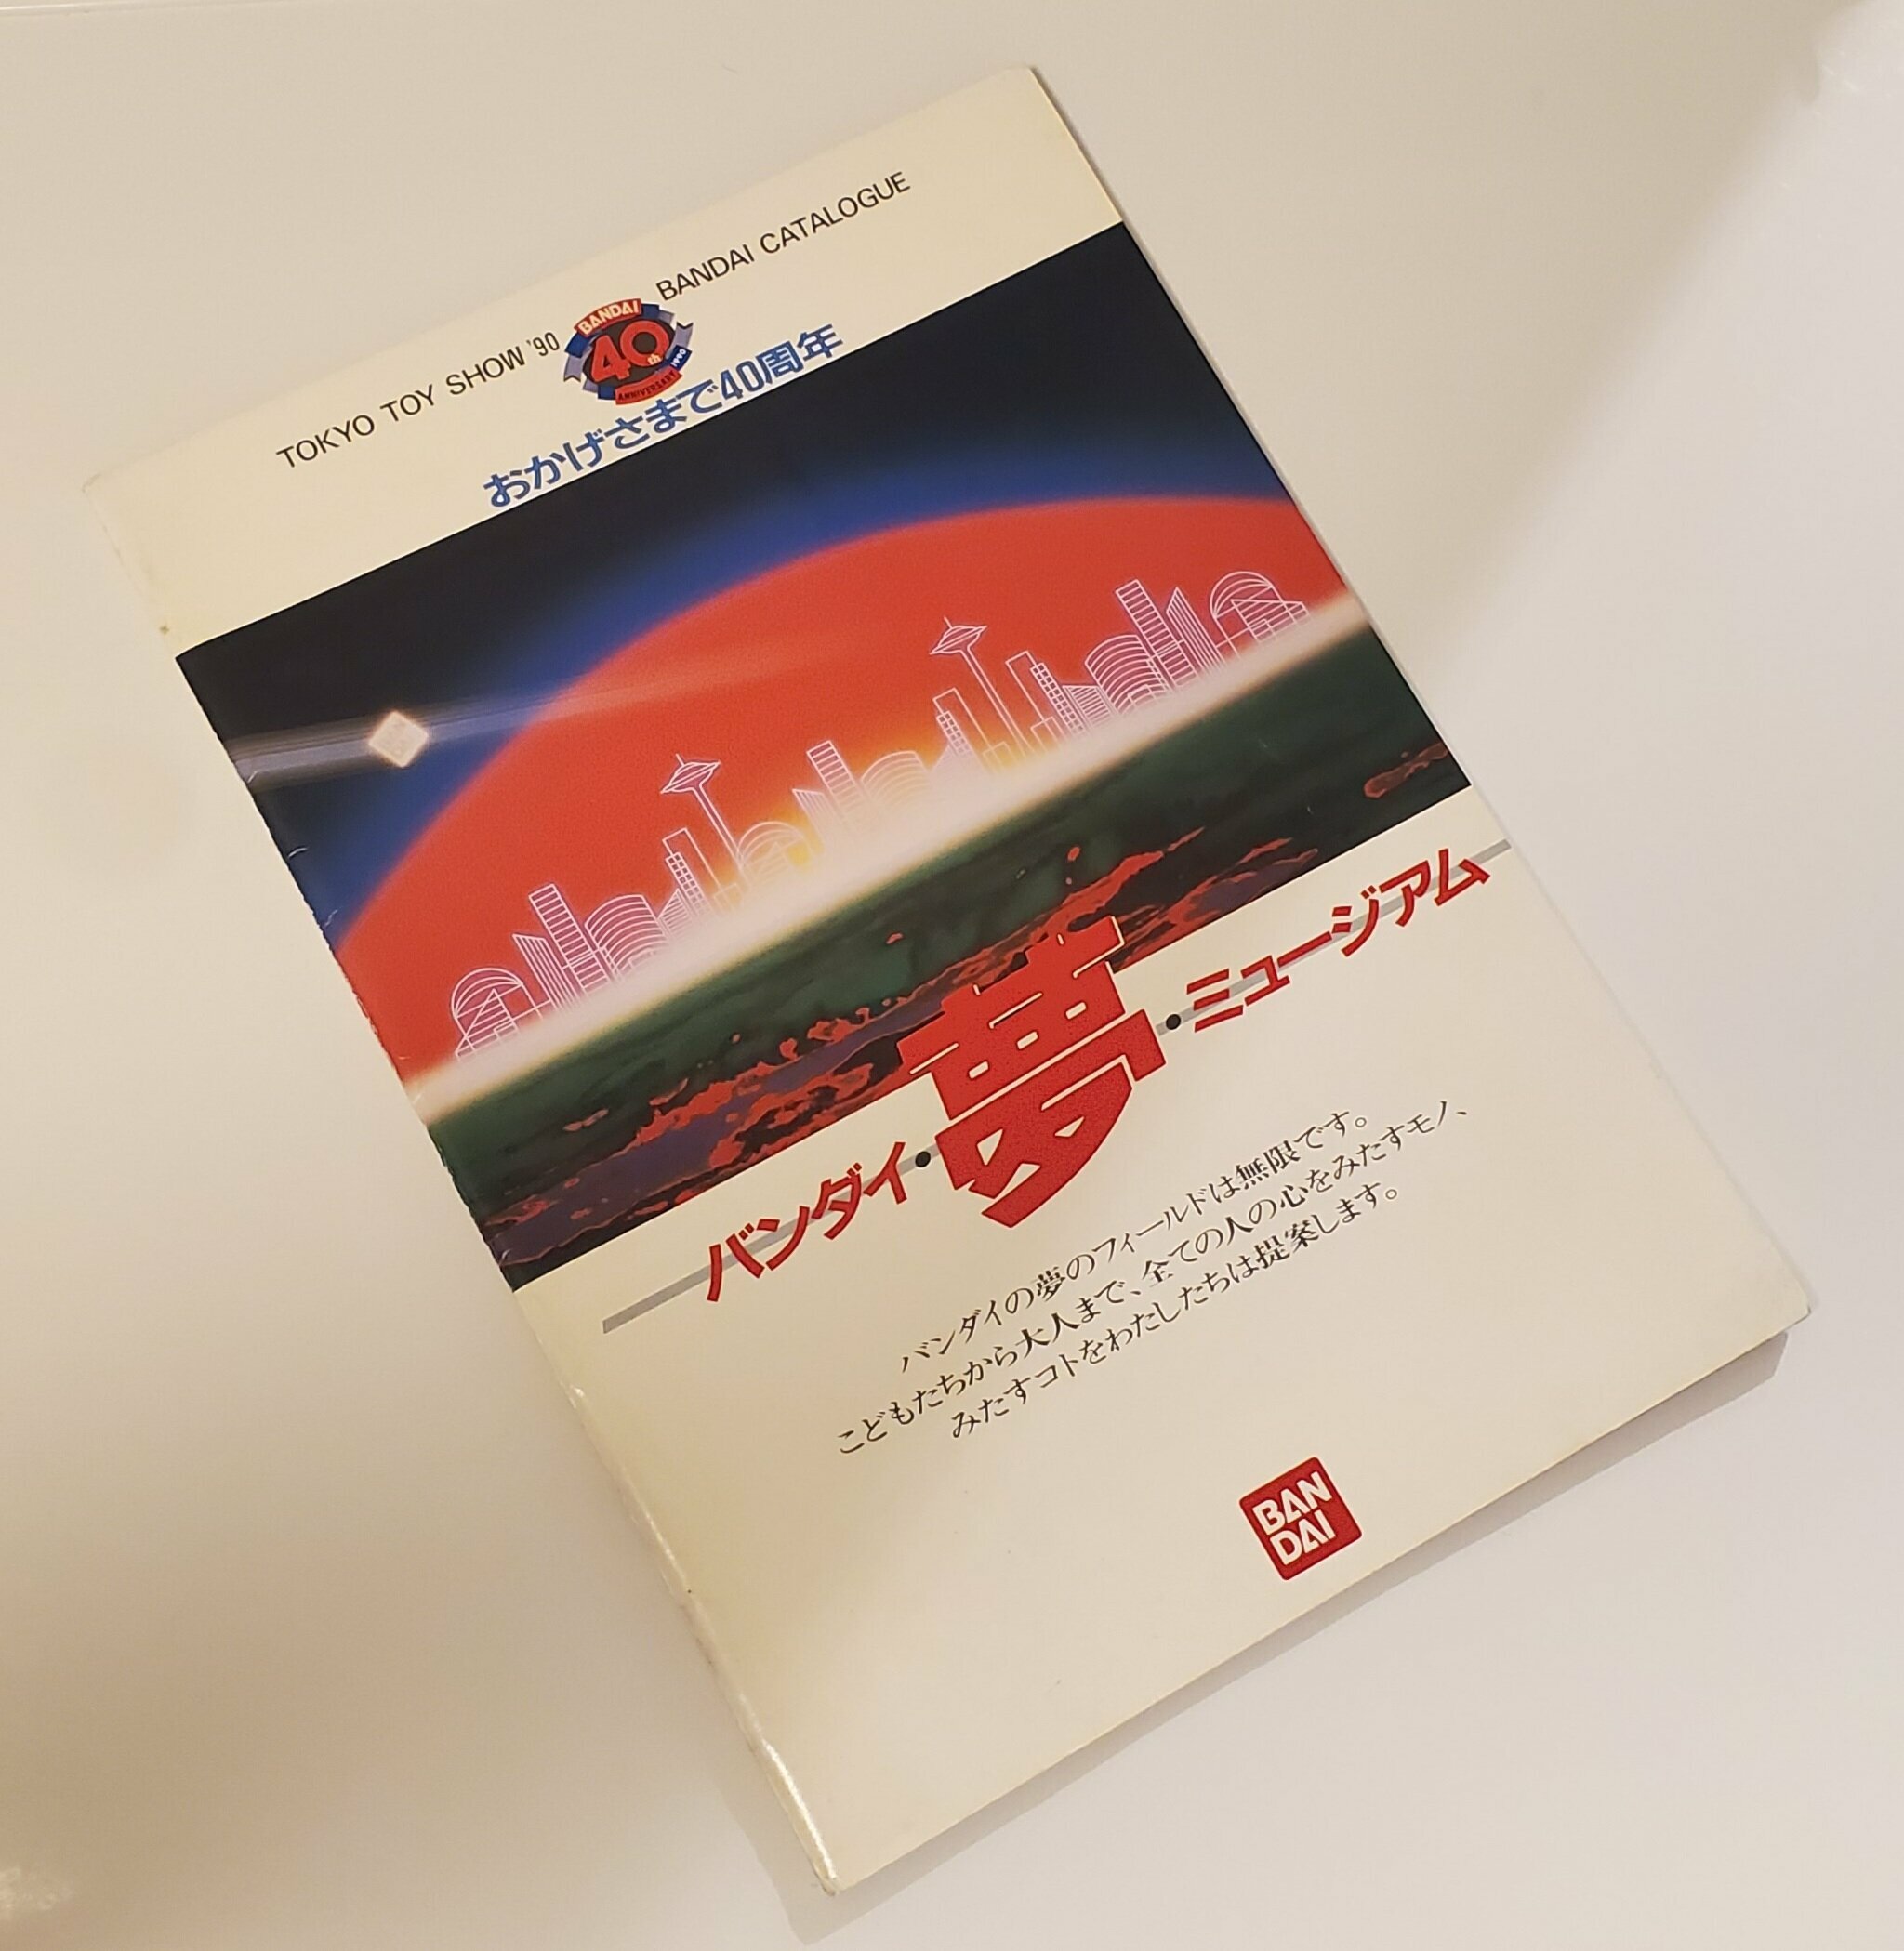 TOKYO TOY SHOW '90
BANDAI
40th
1990
ANNIVERSARY
BANDAI CATALOGUE
おかげさまで40周年
バンダイ・夢・ミュージアム
バンダイの夢のフィールドは無限です。
こどもたちから大人まで、全ての人の心をみたすモノ、
みたすコトをわたしたちは提案します。
BAN
DAI